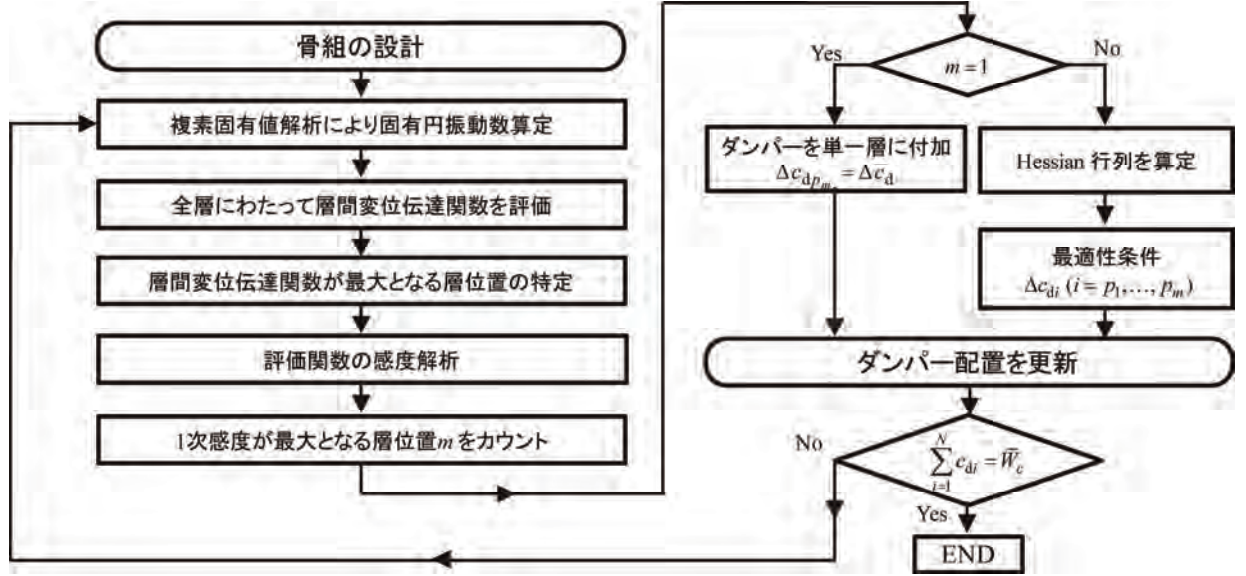 骨組の設計
複素固有値解析により固有円振動数算定
全層にわたって層間変位伝達関数を評価
層間変位伝達関数が最大となる層位置の特定
評価関数の感度解析
1次感度が最大となる層位置mをカウント
Yes
No
m = 1
ダンパーを単一層に付加
Δc_{dp_m} = Δc_d
Hessian 行列を算定
最適性条件
Δc_{di} (i = p_1,…, p_m)
ダンパー配置を更新
No
\sum_{i=1}^{N} c_{di} = \bar{W}_c
Yes
END